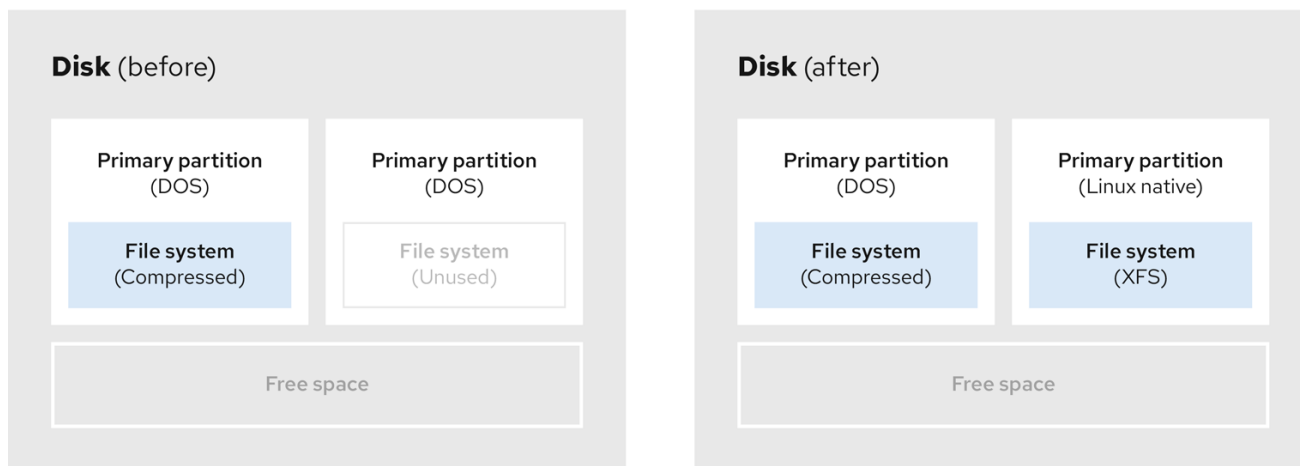 Disk (before)
Primary partition
(DOS)
File system
(Compressed)
Primary partition
(DOS)
File system
(Unused)
Free space
Disk (after)
Primary partition
(DOS)
File system
(Compressed)
Primary partition
(Linux native)
File system
(XFS)
Free space